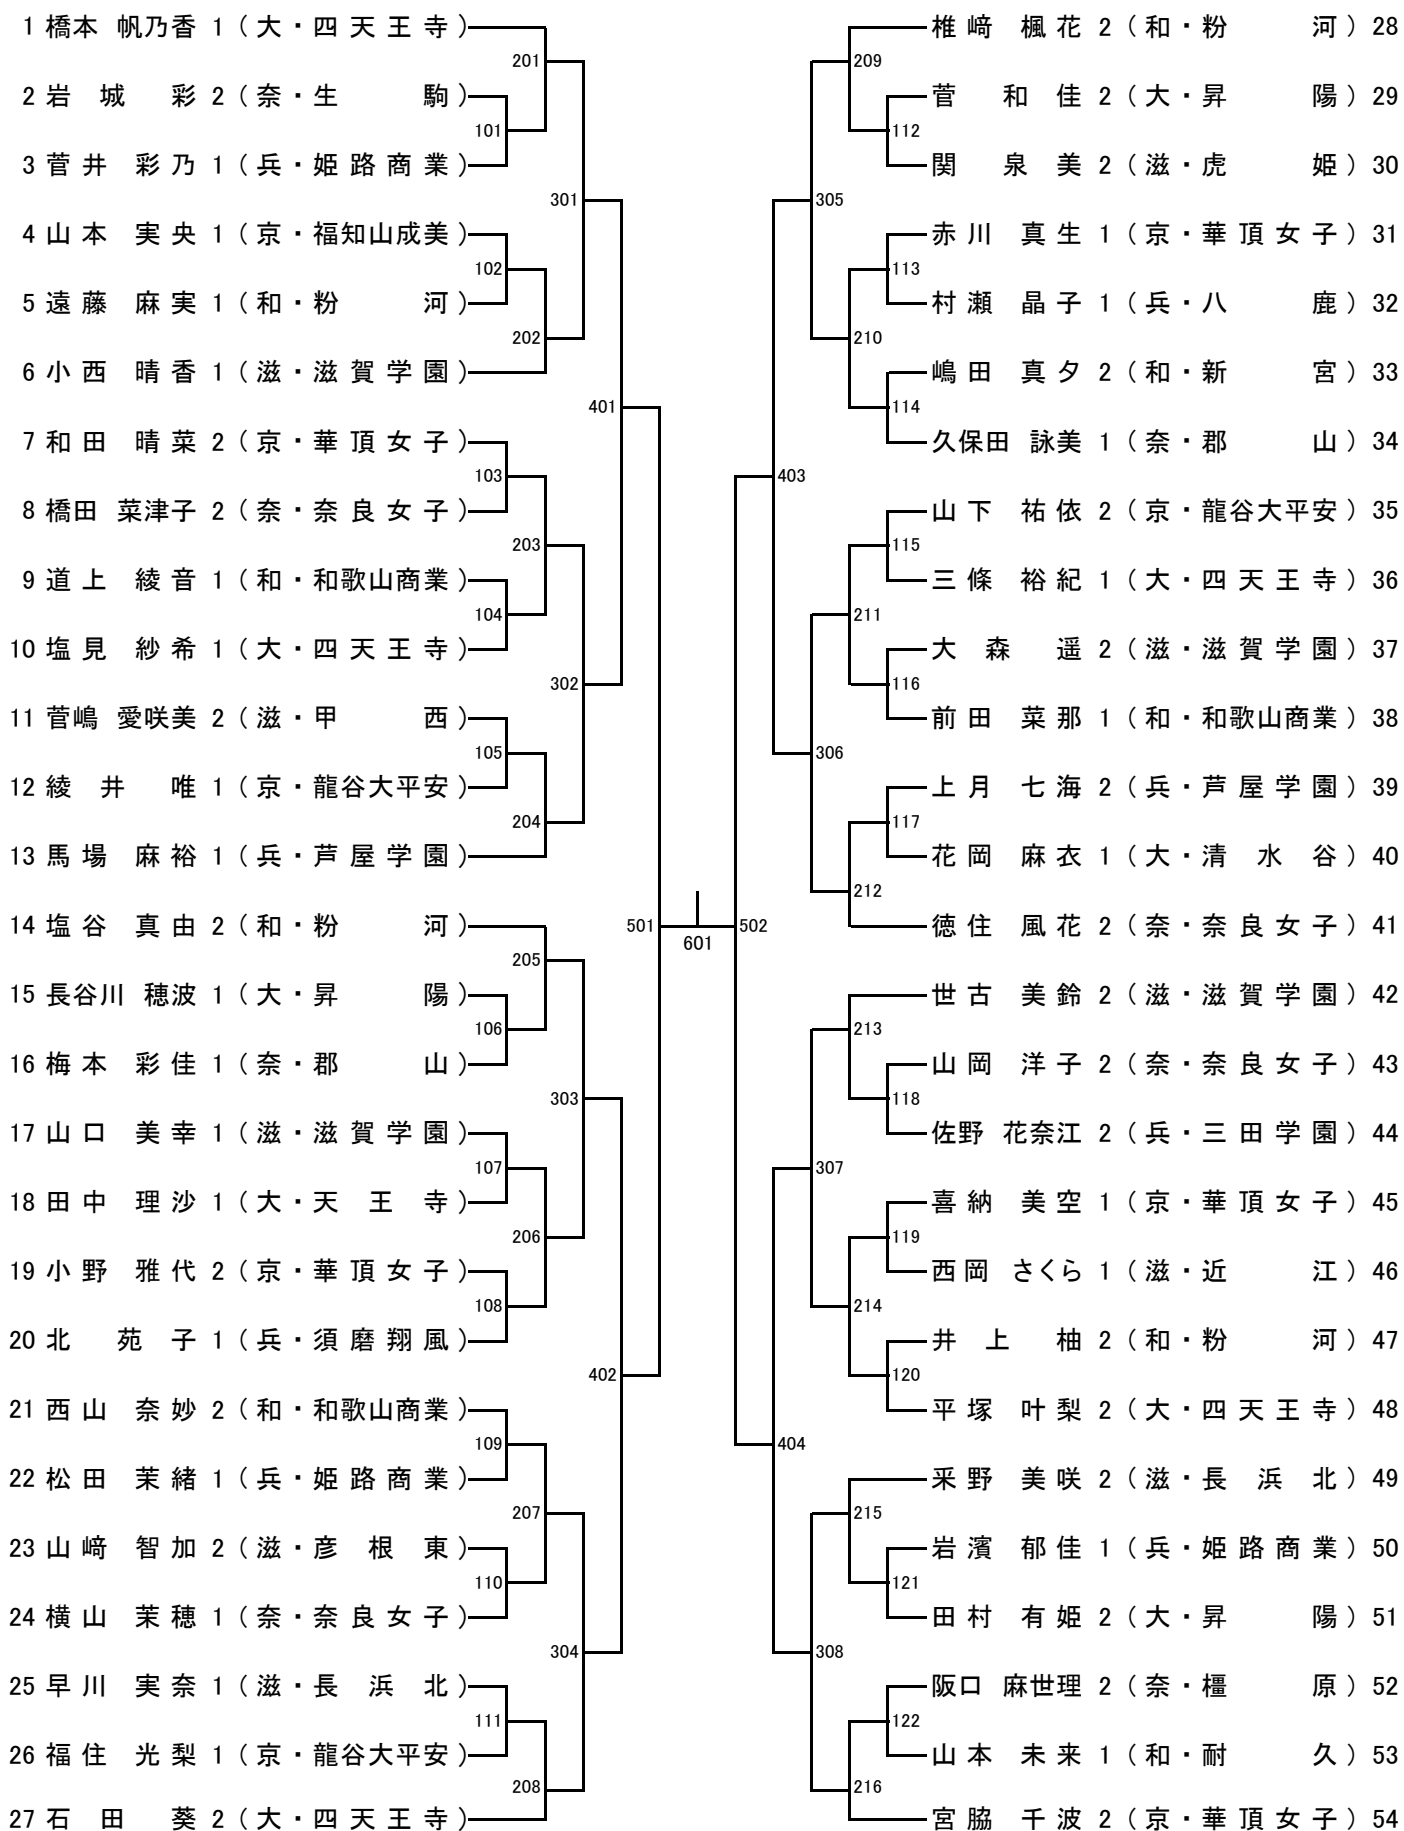 1 橋本 帆乃香 1 ( 大・四天王寺 )
201
2 岩城 彩 2 ( 奈・生駒 )
101
3 菅井 彩乃 1 ( 兵・姫路商業 )
301
4 山本 実央 1 ( 京・福知山成美 )
102
5 遠藤 麻実 1 ( 和・粉河 )
202
6 小西 晴香 1 ( 滋・滋賀学園 )
401
7 和田 晴菜 2 ( 京・華頂女子 )
103
8 橋田 菜津子 2 ( 奈・奈良女子 )
203
9 道上 綾音 1 ( 和・和歌山商業 )
104
10 塩見 紗希 1 ( 大・四天王寺 )
302
11 菅嶋 愛咲美 2 ( 滋・甲西 )
105
12 綾井 唯 1 ( 京・龍谷大平安 )
204
13 馬場 麻裕 1 ( 兵・芦屋学園 )
14 塩谷 真由 2 ( 和・粉河 )
501
205
15 長谷川 穂波 1 ( 大・昇陽 )
106
16 梅本 彩佳 1 ( 奈・郡山 )
303
17 山口 美幸 1 ( 滋・滋賀学園 )
107
18 田中 理沙 1 ( 大・天王寺 )
206
19 小野 雅代 2 ( 京・華頂女子 )
108
20 北 苑子 1 ( 兵・須磨翔風 )
402
21 西山 奈妙 2 ( 和・和歌山商業 )
109
22 松田 茉緒 1 ( 兵・姫路商業 )
207
23 山﨑 智加 2 ( 滋・彦根東 )
110
24 横山 茉穂 1 ( 奈・奈良女子 )
304
25 早川 実奈 1 ( 滋・長浜北 )
111
26 福住 光梨 1 ( 京・龍谷大平安 )
208
27 石田 葵 2 ( 大・四天王寺 )
601
椎﨑 楓花 2 ( 和・粉河 ) 28
209
菅 和佳 2 ( 大・昇陽 ) 29
112
関 泉美 2 ( 滋・虎姫 ) 30
305
赤川 真生 1 ( 京・華頂女子 ) 31
113
村瀬 晶子 1 ( 兵・八鹿 ) 32
210
嶋田 真夕 2 ( 和・新宮 ) 33
114
久保田 詠美 1 ( 奈・郡山 ) 34
403
山下 祐依 2 ( 京・龍谷大平安 ) 35
115
三條 裕紀 1 ( 大・四天王寺 ) 36
211
大森 遥 2 ( 滋・滋賀学園 ) 37
116
前田 菜那 1 ( 和・和歌山商業 ) 38
306
上月 七海 2 ( 兵・芦屋学園 ) 39
117
花岡 麻衣 1 ( 大・清水谷 ) 40
212
徳住 風花 2 ( 奈・奈良女子 ) 41
502
世古 美鈴 2 ( 滋・滋賀学園 ) 42
213
山岡 洋子 2 ( 奈・奈良女子 ) 43
118
佐野 花奈江 2 ( 兵・三田学園 ) 44
307
喜納 美空 1 ( 京・華頂女子 ) 45
119
西岡 さくら 1 ( 滋・近江 ) 46
214
井上 柚 2 ( 和・粉河 ) 47
120
平塚 叶梨 2 ( 大・四天王寺 ) 48
404
釆野 美咲 2 ( 滋・長浜北 ) 49
215
岩濱 郁佳 1 ( 兵・姫路商業 ) 50
121
田村 有姫 2 ( 大・昇陽 ) 51
308
阪口 麻世理 2 ( 奈・橿原 ) 52
122
山本 未来 1 ( 和・耐久 ) 53
216
宮脇 千波 2 ( 京・華頂女子 ) 54